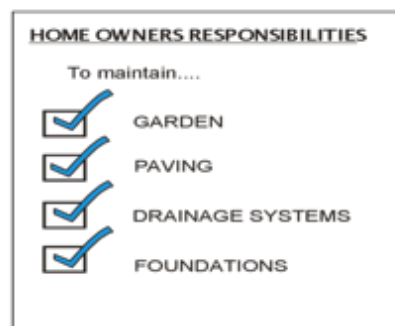 HOME OWNERS RESPONSIBILITIES
To maintain....
GARDEN
PAVING
DRAINAGE SYSTEMS
FOUNDATIONS